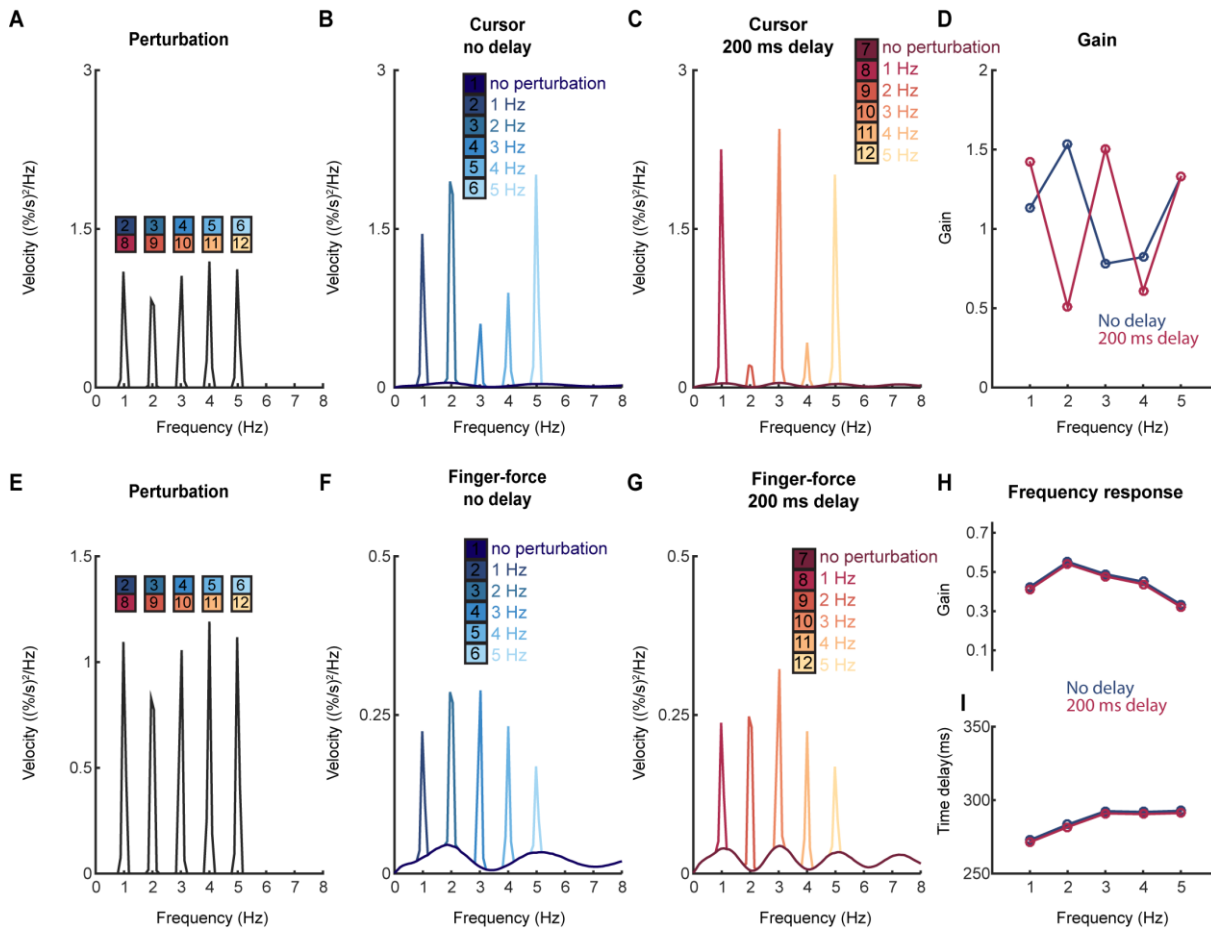 A
Perturbation
Velocity ((%/s)²/Hz)
3
1.5
0
2 3 4 5 6
8 9 10 11 12
0 1 2 3 4 5 6 7 8
Frequency (Hz)
B
Cursor
no delay
Velocity ((%/s)²/Hz)
3
1.5
0
1 no perturbation
2 1 Hz
3 2 Hz
4 3 Hz
5 4 Hz
6 5 Hz
0 1 2 3 4 5 6 7 8
Frequency (Hz)
C
Cursor
200 ms delay
Velocity ((%/s)²/Hz)
3
1.5
0
7 no perturbation
8 1 Hz
9 2 Hz
10 3 Hz
11 4 Hz
12 5 Hz
0 1 2 3 4 5 6 7 8
Frequency (Hz)
D
Gain
Gain
2
1.5
1
0.5
0
No delay
200 ms delay
1 2 3 4 5
Frequency (Hz)
E
Perturbation
Velocity ((%/s)²/Hz)
1.5
1
0.5
0
2 3 4 5 6
8 9 10 11 12
0 1 2 3 4 5 6 7 8
Frequency (Hz)
F
Finger-force
no delay
Velocity ((%/s)²/Hz)
0.5
0.25
0
1 no perturbation
2 1 Hz
3 2 Hz
4 3 Hz
5 4 Hz
6 5 Hz
0 1 2 3 4 5 6 7 8
Frequency (Hz)
G
Finger-force
200 ms delay
Velocity ((%/s)²/Hz)
0.5
0.25
0
7 no perturbation
8 1 Hz
9 2 Hz
10 3 Hz
11 4 Hz
12 5 Hz
0 1 2 3 4 5 6 7 8
Frequency (Hz)
H
Frequency response
Gain
0.7
0.5
0.3
0.1
No delay
200 ms delay
I
Time delay(ms)
350
300
250
1 2 3 4 5
Frequency (Hz)